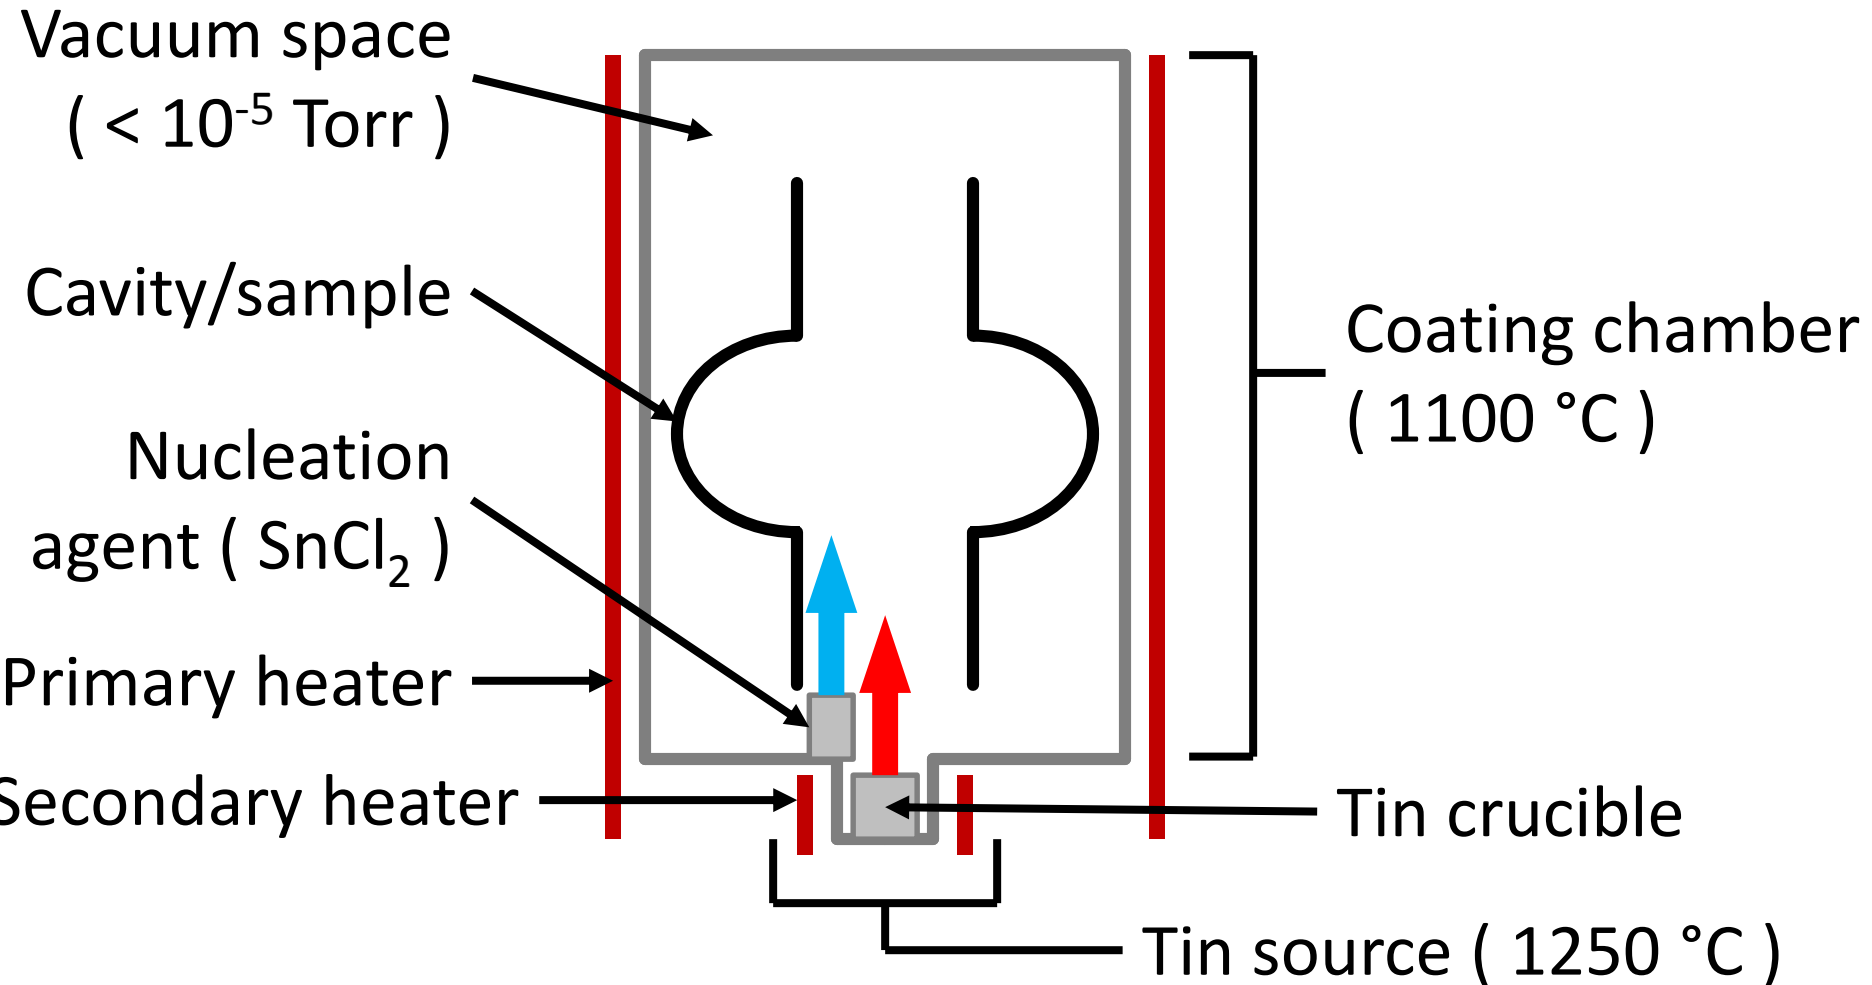 Vacuum space
( < 10⁻⁵ Torr )
Cavity/sample
Nucleation
agent ( SnCl₂ )
Primary heater
Secondary heater
Coating chamber
( 1100 °C )
Tin crucible
Tin source ( 1250 °C )